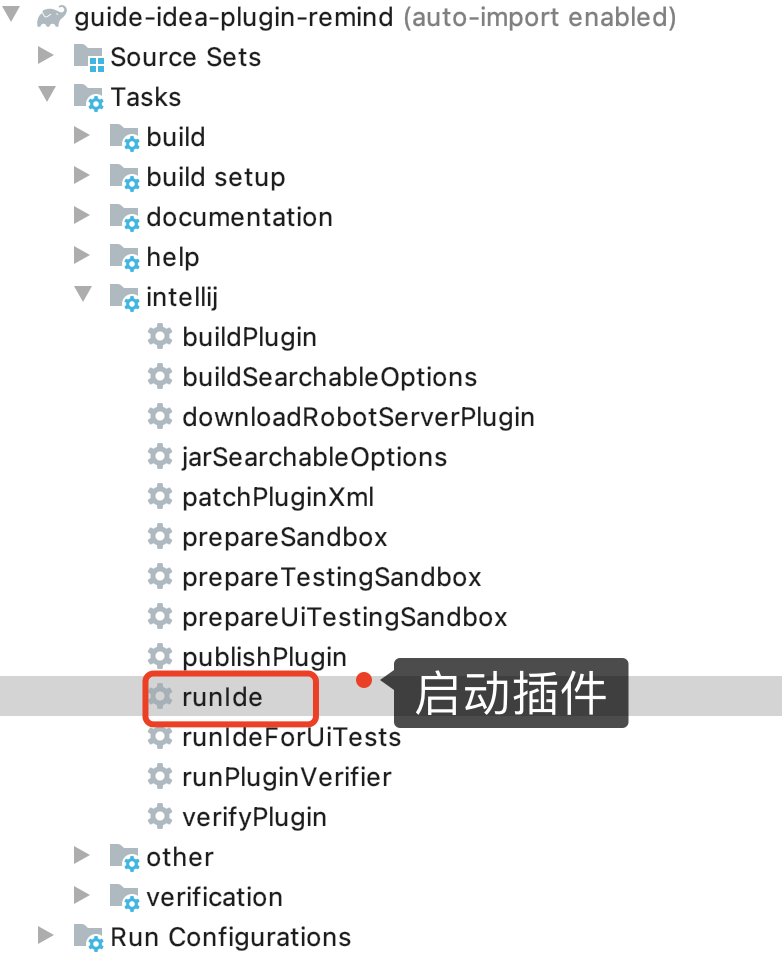 guide-idea-plugin-remind (auto-import enabled)
Source Sets
Tasks
build
build setup
documentation
help
intellij
buildPlugin
buildSearchableOptions
downloadRobotServerPlugin
jarSearchableOptions
patchPluginXml
prepareSandbox
prepareTestingSandbox
prepareUiTestingSandbox
publishPlugin
runIde 启动插件
runIdeForUiTests
runPluginVerifier
verifyPlugin
other
verification
Run Configurations